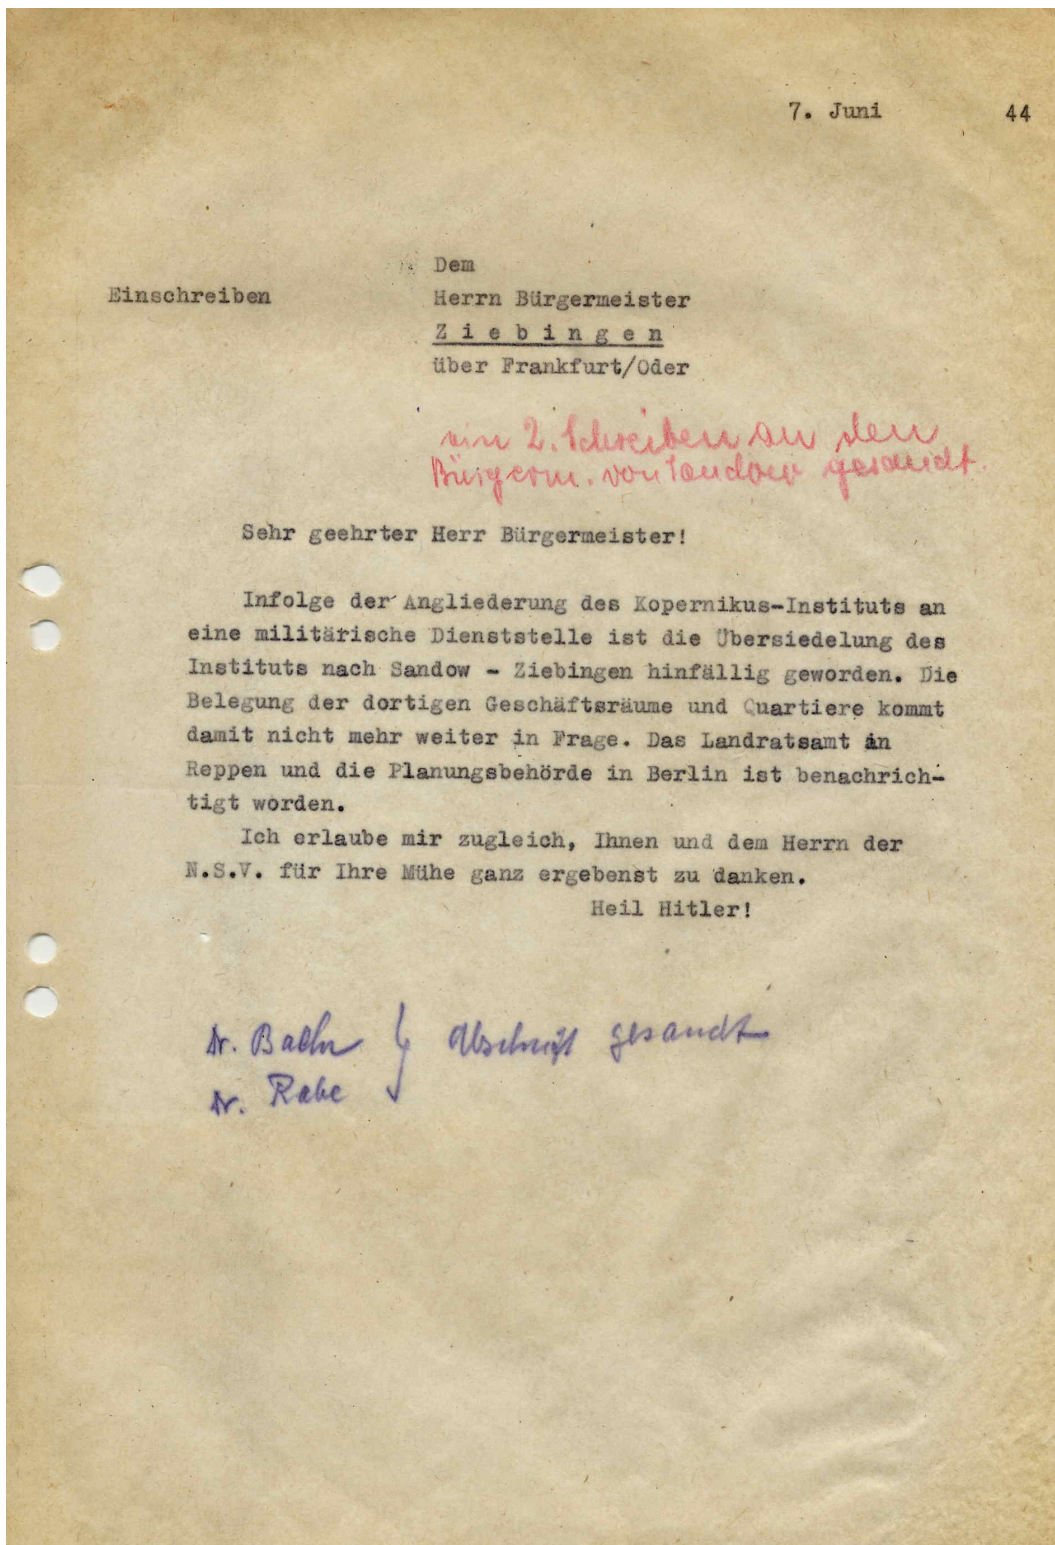 7. Juni 44
Dem
Einschreiben Herrn Bürgermeister
Ziebingen
über Frankfurt/Oder
ein 2. Schreiben an den
Bürgerm. von Sandow gesandt.
Sehr geehrter Herr Bürgermeister!
Infolge der Angliederung des Kopernikus-Instituts an
eine militärische Dienststelle ist die Übersiedelung des
Instituts nach Sandow - Ziebingen hinfällig geworden. Die
Belegung der dortigen Geschäftsräume und Quartiere kommt
damit nicht mehr weiter in Frage. Das Landratsamt in
Reppen und die Planungsbehörde in Berlin ist benachrich-
tigt worden.
Ich erlaube mir zugleich, Ihnen und dem Herrn der
N.S.V. für Ihre Mühe ganz ergebenst zu danken.
Heil Hitler!
Dr. Abschrift gesandt
Dr. Rabe